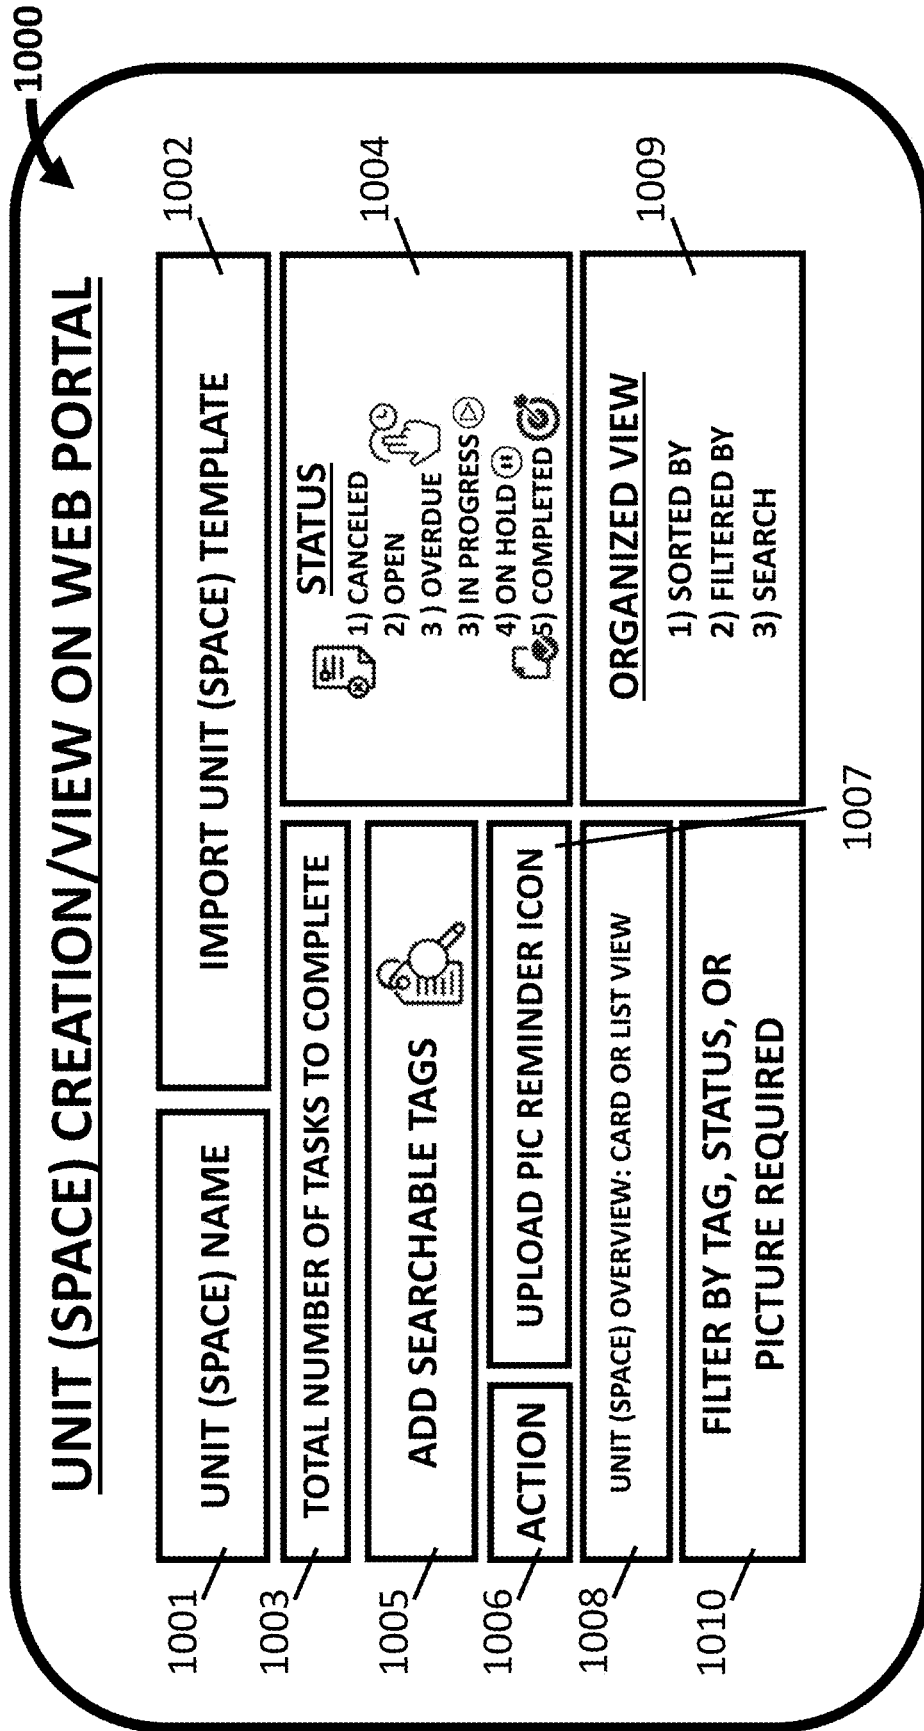 1000
UNIT (SPACE) CREATION/VIEW ON WEB PORTAL
1001
UNIT (SPACE) NAME
IMPORT UNIT (SPACE) TEMPLATE
1002
1003
TOTAL NUMBER OF TASKS TO COMPLETE
STATUS
1) CANCELED
2) OPEN
3 ) OVERDUE
3) IN PROGRESS
4) ON HOLD
5) COMPLETED
1004
1005
ADD SEARCHABLE TAGS
1006
ACTION
UPLOAD PIC REMINDER ICON
1007
1008
UNIT (SPACE) OVERVIEW: CARD OR LIST VIEW
ORGANIZED VIEW
1) SORTED BY
2) FILTERED BY
3) SEARCH
1009
1010
FILTER BY TAG, STATUS, OR
PICTURE REQUIRED